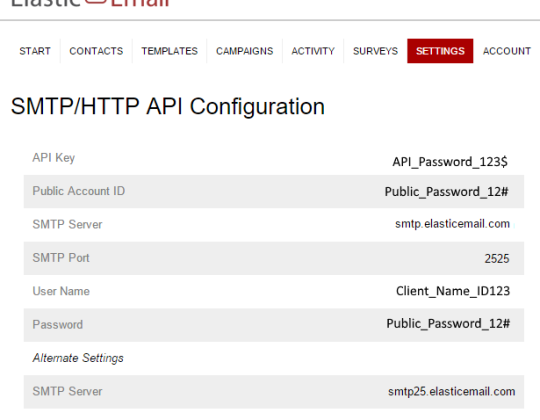 Elastic Email
START CONTACTS TEMPLATES CAMPAIGNS ACTIVITY SURVEYS SETTINGS ACCOUNT
SMTP/HTTP API Configuration
API Key API_Password_123$
Public Account ID Public_Password_12#
SMTP Server smtp.elasticemail.com
SMTP Port 2525
User Name Client_Name_ID123
Password Public_Password_12#
Alternate Settings
SMTP Server smtp25.elasticemail.com